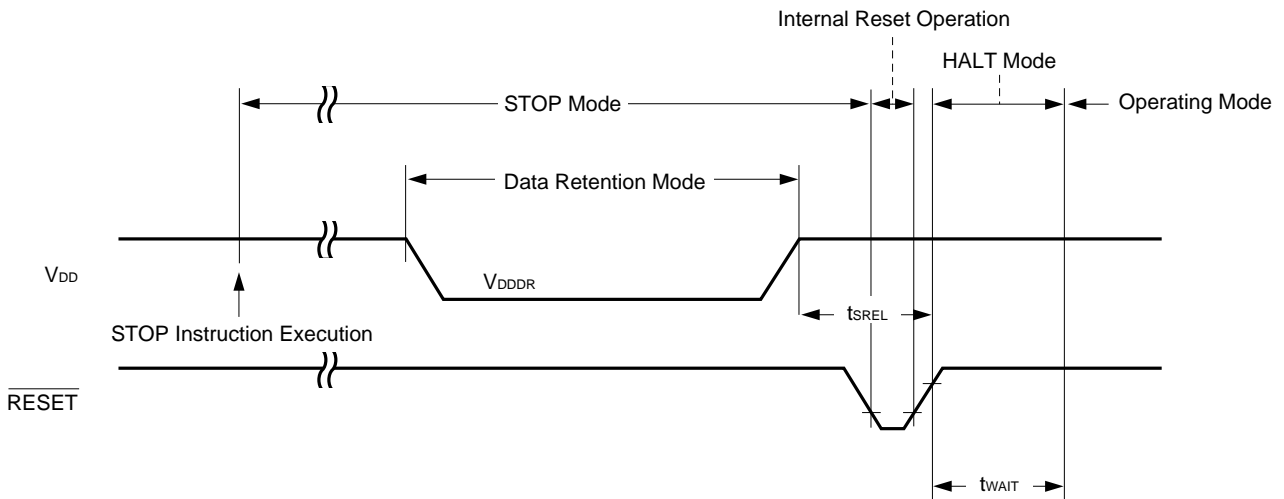 Internal Reset Operation
HALT Mode
STOP Mode
Operating Mode
Data Retention Mode
VDD
VDDDR
tSREL
STOP Instruction Execution
RESET
tWAIT